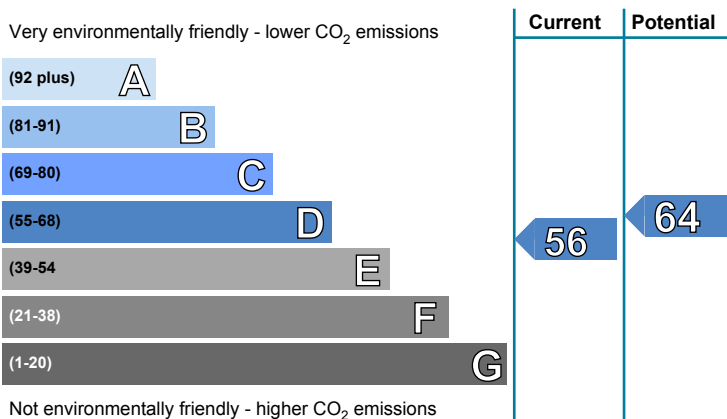 Very environmentally friendly - lower CO2 emissions
Current
Potential
(92 plus) A
(81-91) B
(69-80) C
(55-68) D
(39-54 E
(21-38) F
(1-20) G
56
64
Not environmentally friendly - higher CO2 emissions